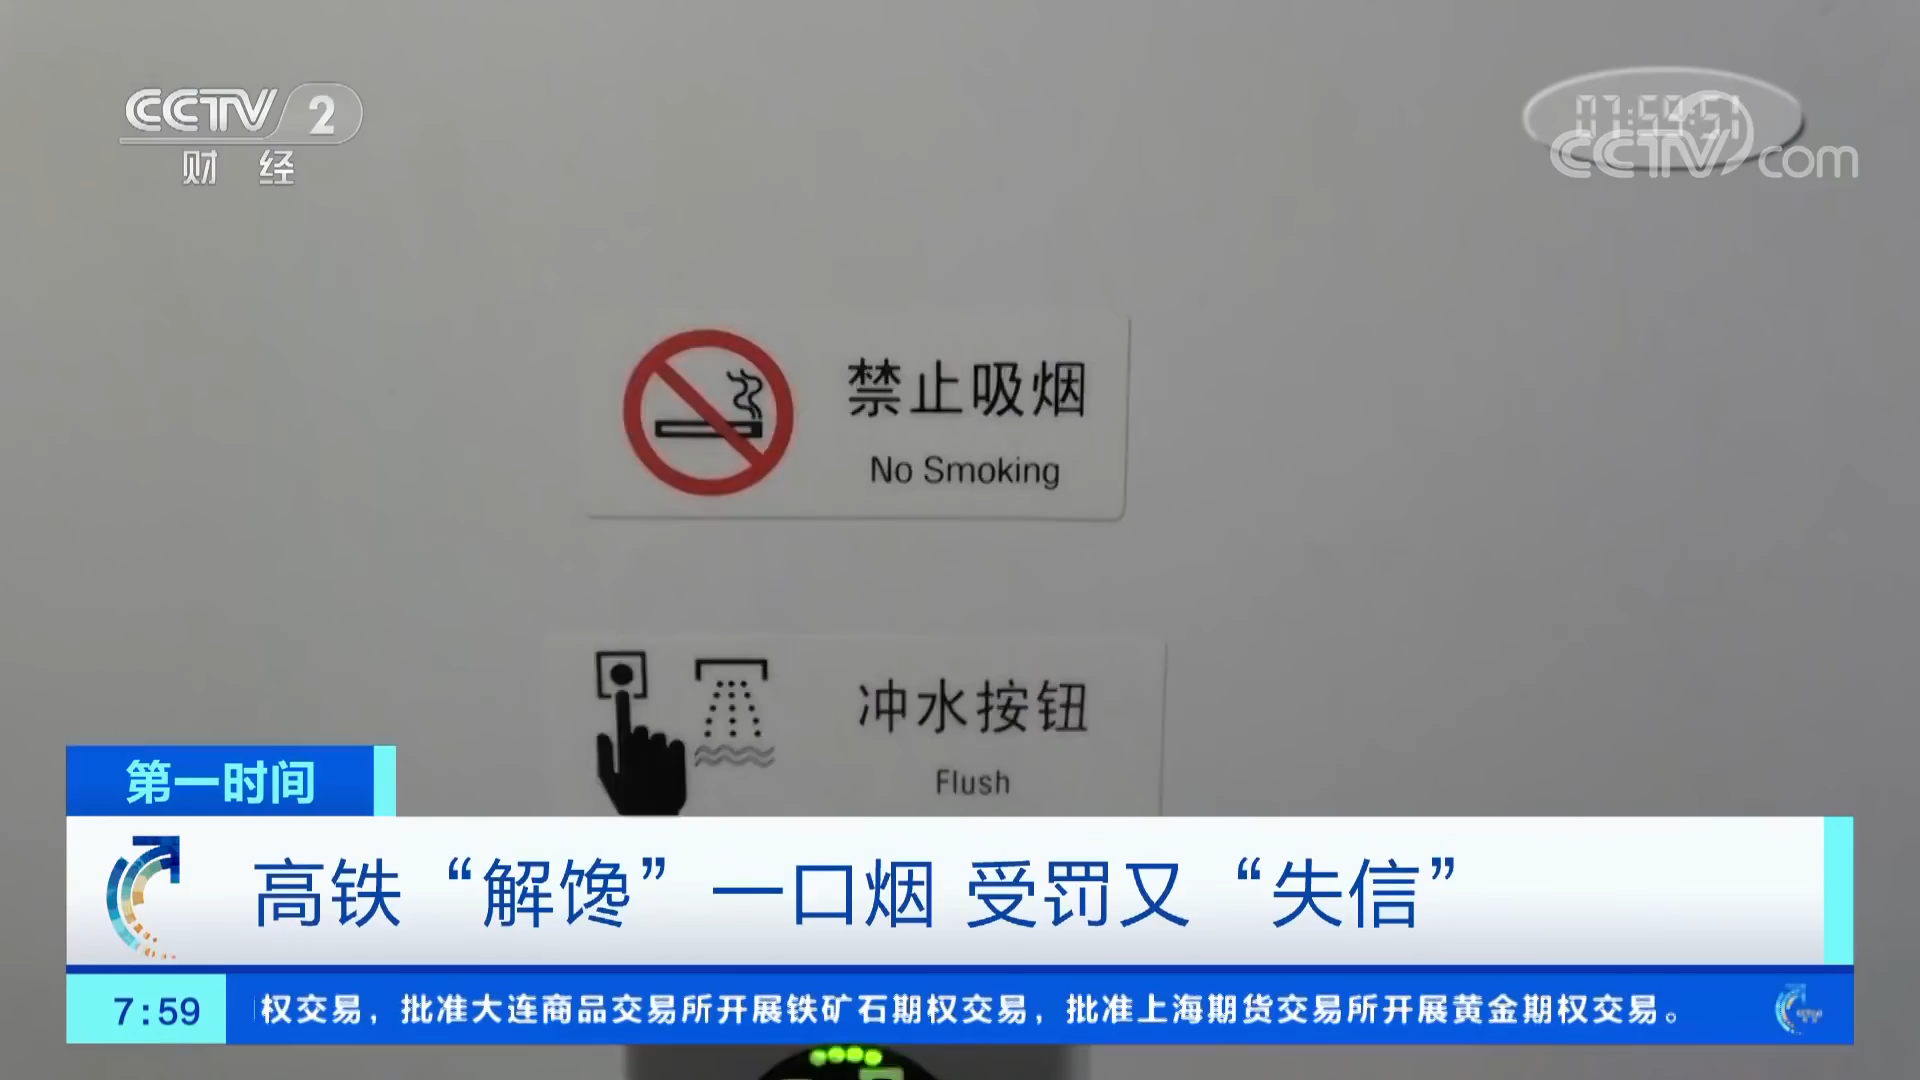 CCTV 2
财 经
07:59:51
CCTV com
禁止吸烟
No Smoking
冲水按钮
Flush
第一时间
高铁“解馋”一口烟 受罚又“失信”
7:59
权交易，批准大连商品交易所开展铁矿石期权交易，批准上海期货交易所开展黄金期权交易。